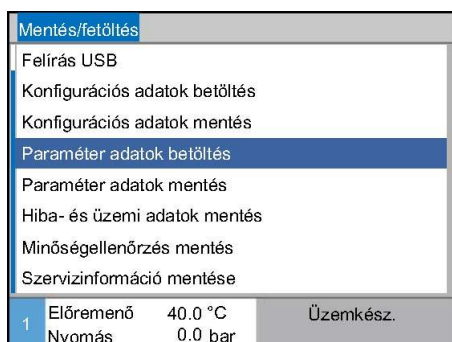 Mentés/fetöltés
Felírás USB
Konfigurációs adatok betöltés
Konfigurációs adatok mentés
Paraméter adatok betöltés
Paraméter adatok mentés
Hiba- és üzemi adatok mentés
Minőségellenőrzés mentés
Szervizinformáció mentése
1 Előremenő 40.0 °C Üzemkész.
Nyomás 0.0 bar